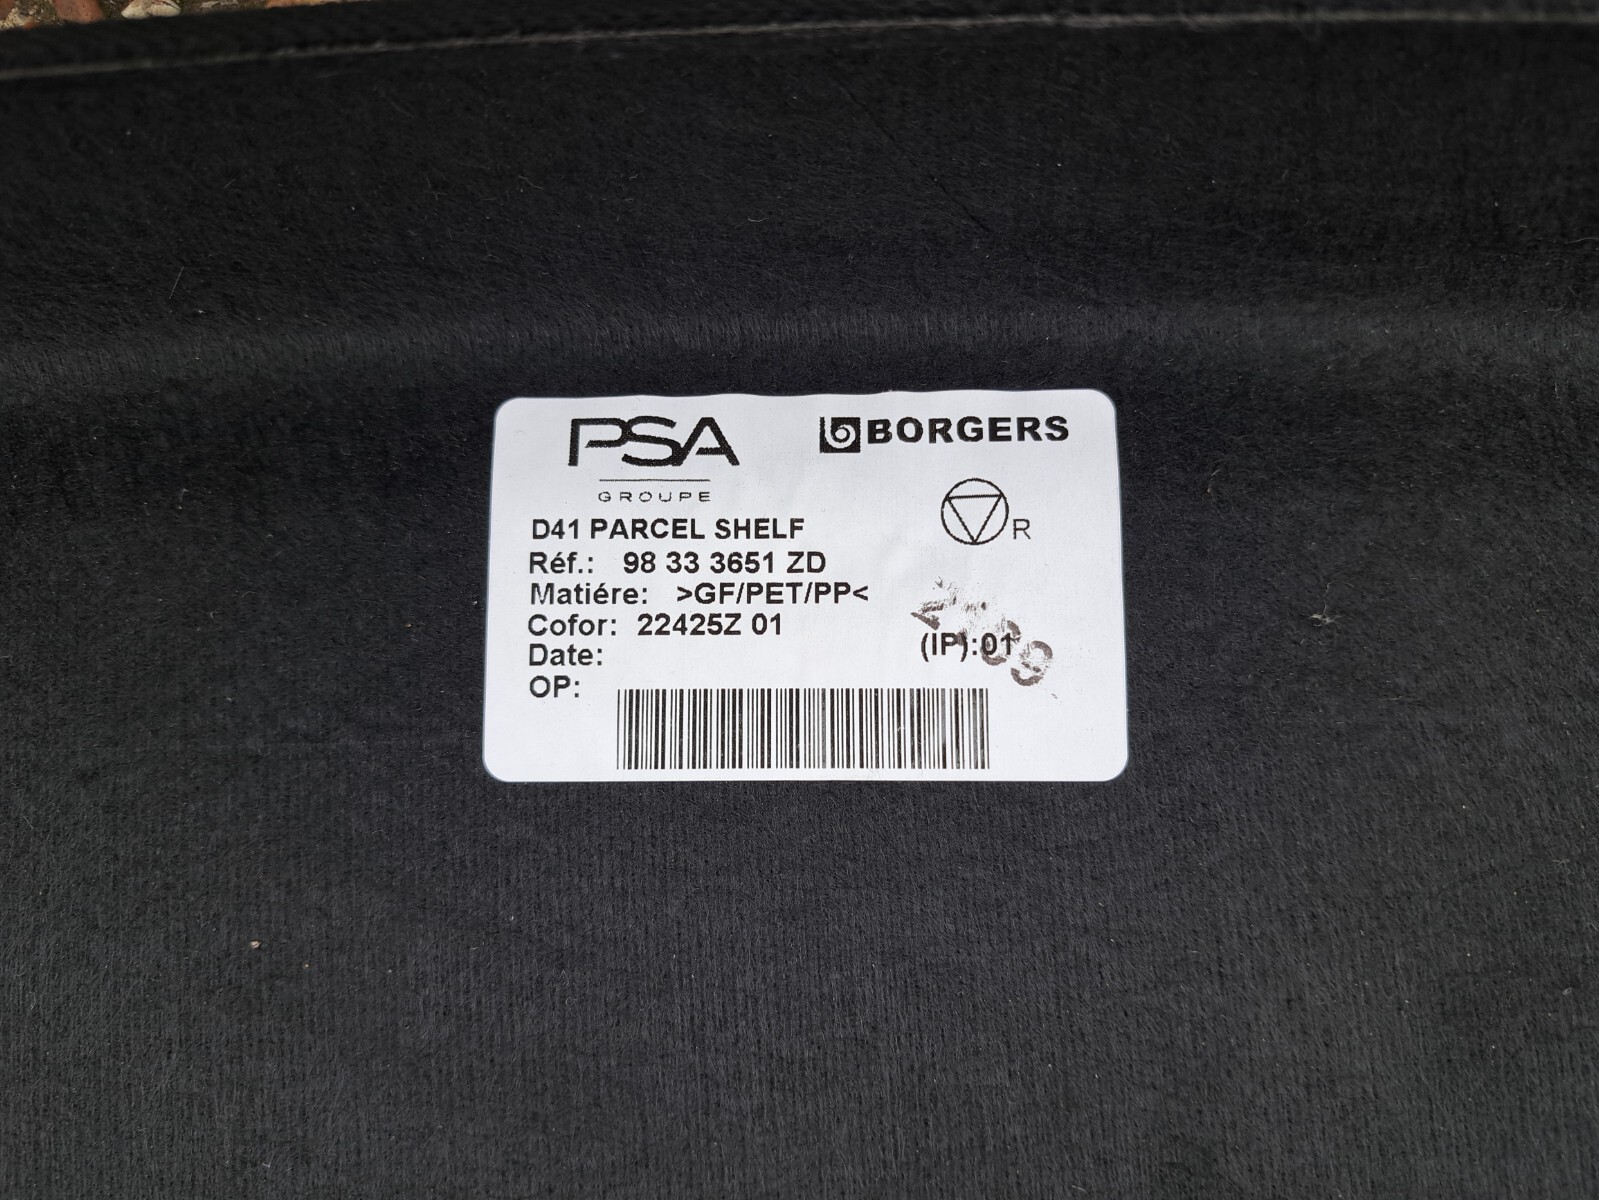 PSA
GROUPE
BORGERS
D41 PARCEL SHELF
R
Réf.: 98 33 3651 ZD
Matiére: >GF/PET/PP<
Cofor: 22425Z 01
Date:
(IP):01
OP: